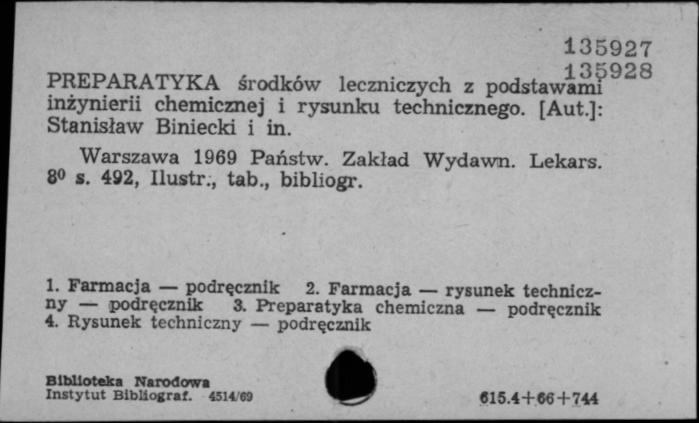 135927
135928
PREPARATYKA środków leczniczych z podstawami
inżynierii chemicznej i rysunku technicznego. [Aut.]:
Stanisław Biniecki i in.
Warszawa 1969 Państw. Zakład Wydawn. Lekars.
8⁰ s. 492, Ilustr., tab., bibliogr.
1. Farmacja — podręcznik 2. Farmacja — rysunek technicz-
ny — podręcznik 3. Preparatyka chemiczna — podręcznik
4. Rysunek techniczny — podręcznik
Biblioteka Narodowa
Instytut Bibliograf. 4514/69
615.4+66+744